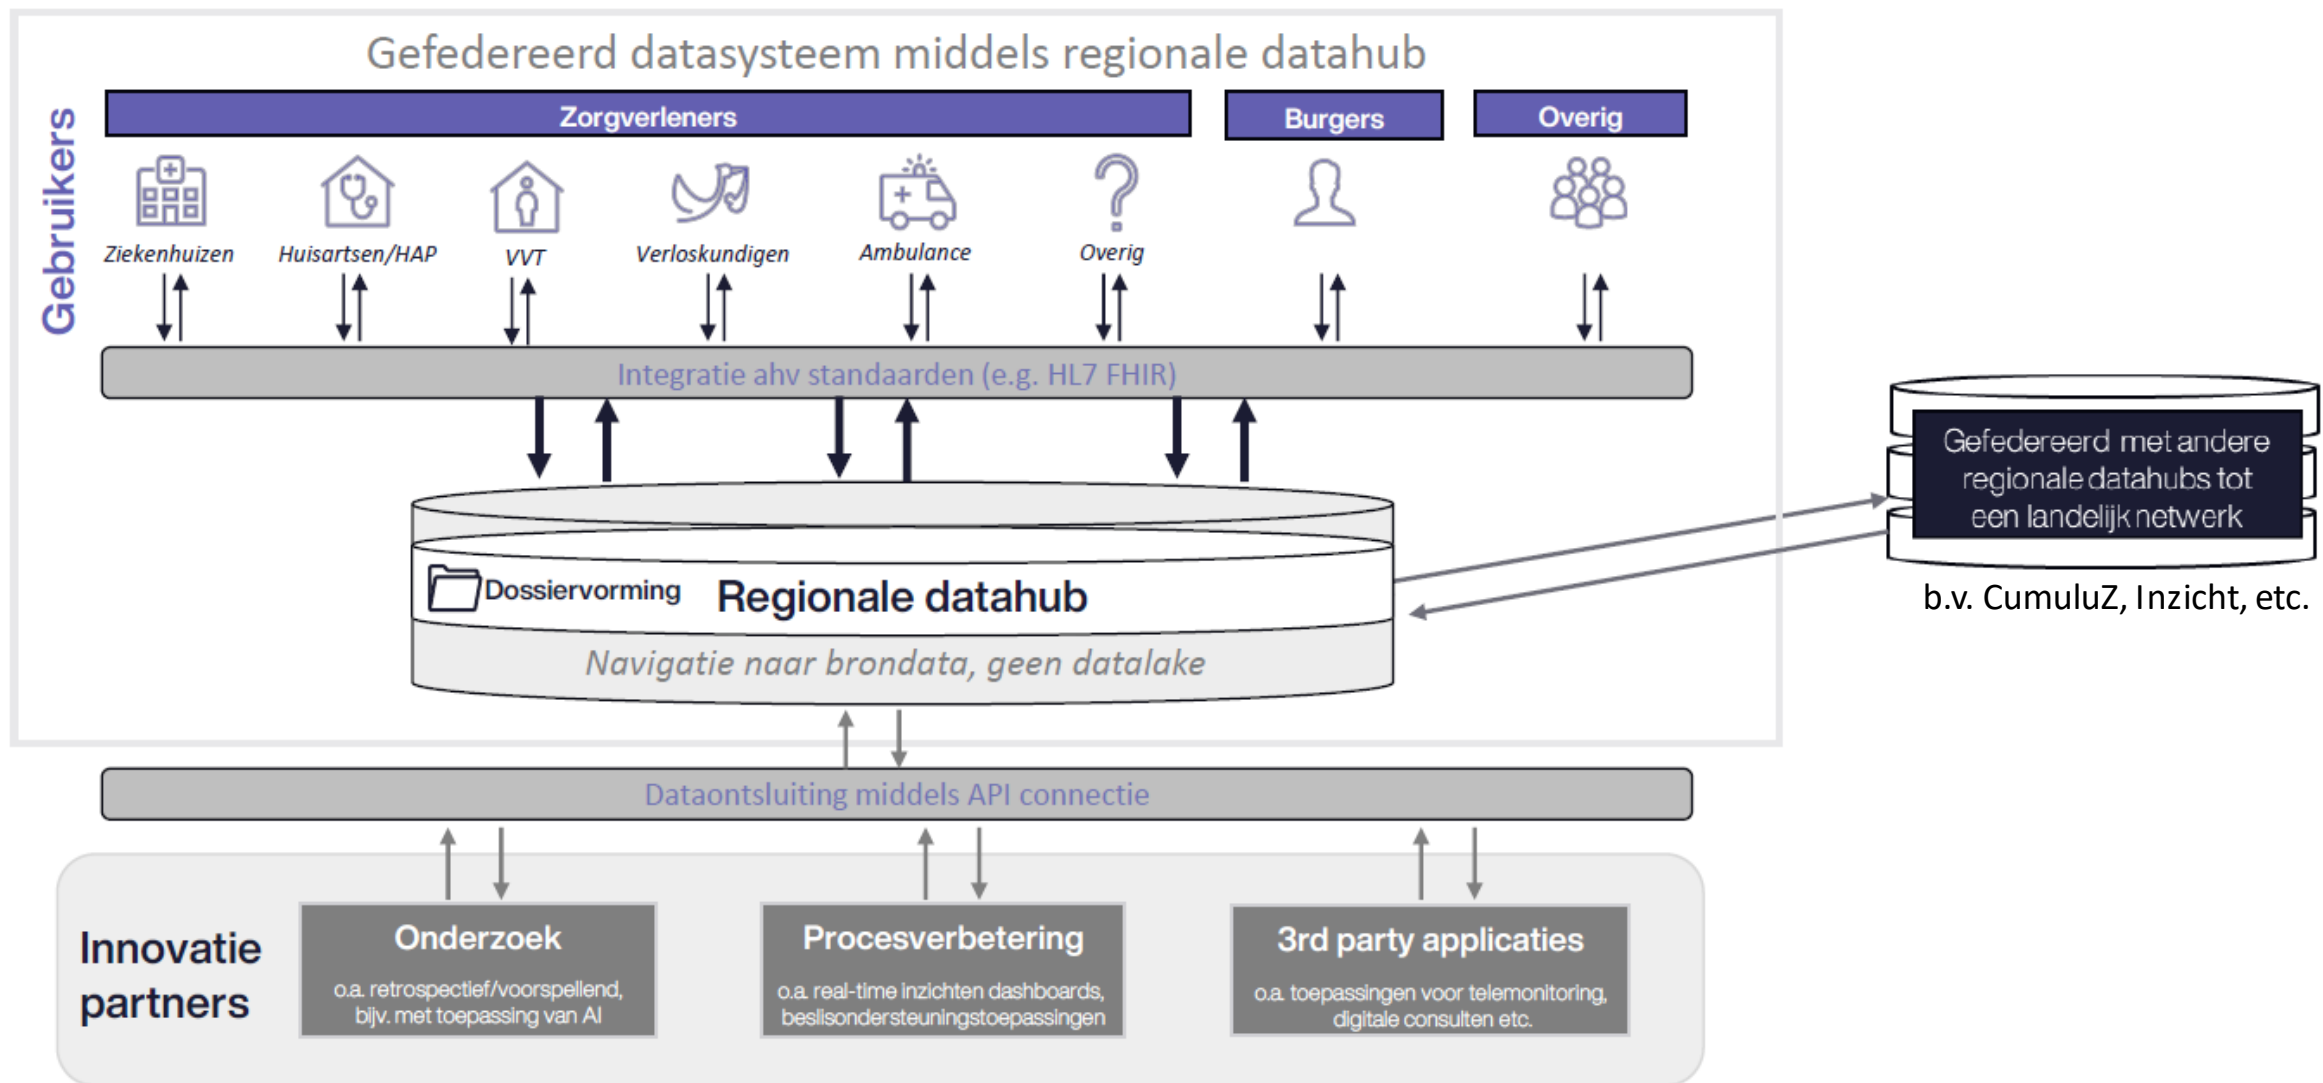 Gefedereerd datasysteem middels regionale datahub
Gebruikers
Zorgverleners
Burgers
Overig
Ziekenhuizen
Huisartsen/HAP
VVT
Verloskundigen
Ambulance
Overig
Integratie ahv standaarden (e.g. HL7 FHIR)
Gefedereerd met andere
regionale datahubs tot
een landelijk netwerk
b.v. CumuluZ, Inzicht, etc.
Dossiervorming
Regionale datahub
Navigatie naar brondata, geen datalake
Dataontsluiting middels API connectie
Innovatie
partners
Onderzoek
o.a. retrospectief/voorspellend,
bijv. met toepassing van AI
Procesverbetering
o.a. real-time inzichten dashboards,
beslisondersteuningstoepassingen
3rd party applicaties
o.a. toepassingen voor telemonitoring,
digitale consulten etc.